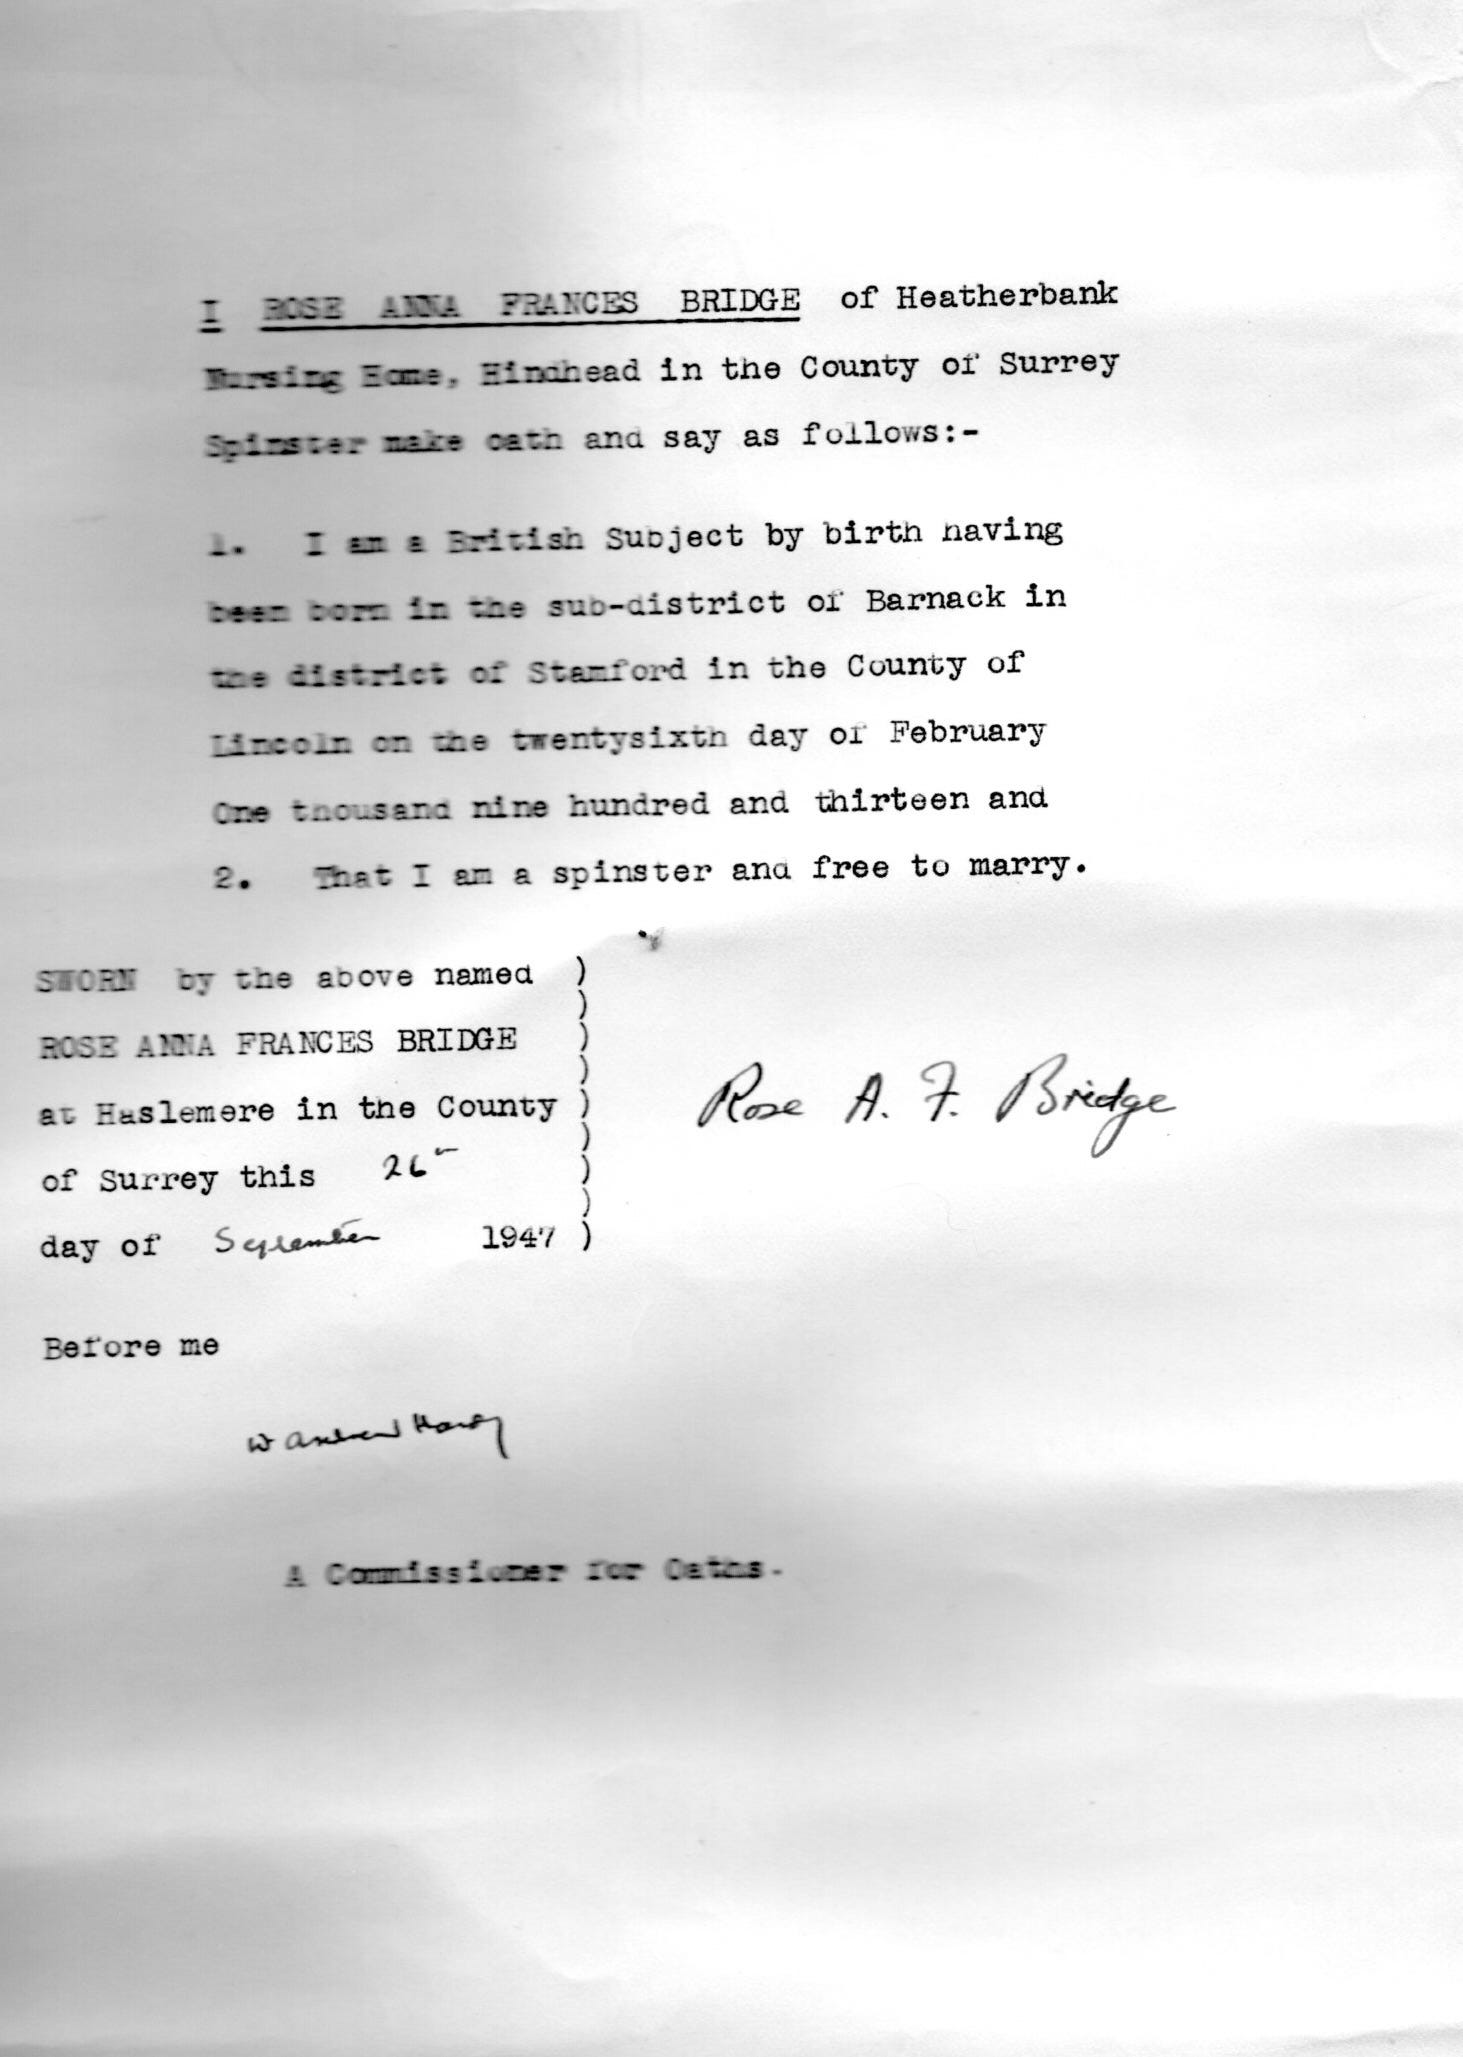 I ROSE ANNA FRANCES BRIDGE of Heatherbank
Nursing Home, Hindhead in the County of Surrey
Spinster make oath and say as follows:-
1. I am a British Subject by birth having
been born in the sub-district of Barnack in
the district of Stamford in the County of
Lincoln on the twentysixth day of February
One thousand nine hundred and thirteen and
2. That I am a spinster and free to marry.
SWORN by the above named )
ROSE ANNA FRANCES BRIDGE )
at Haslemere in the County )
of Surrey this 26th )
day of September 1947 )
Rose A. F. Bridge
Before me
W Andrew Hardy
A Commissioner for Oaths.